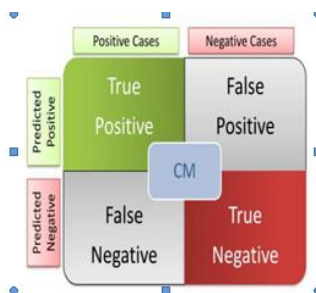 Positive Cases
Negative Cases
Predicted
Positive
True
Positive
False
Positive
CM
Predicted
Negative
False
Negative
True
Negative